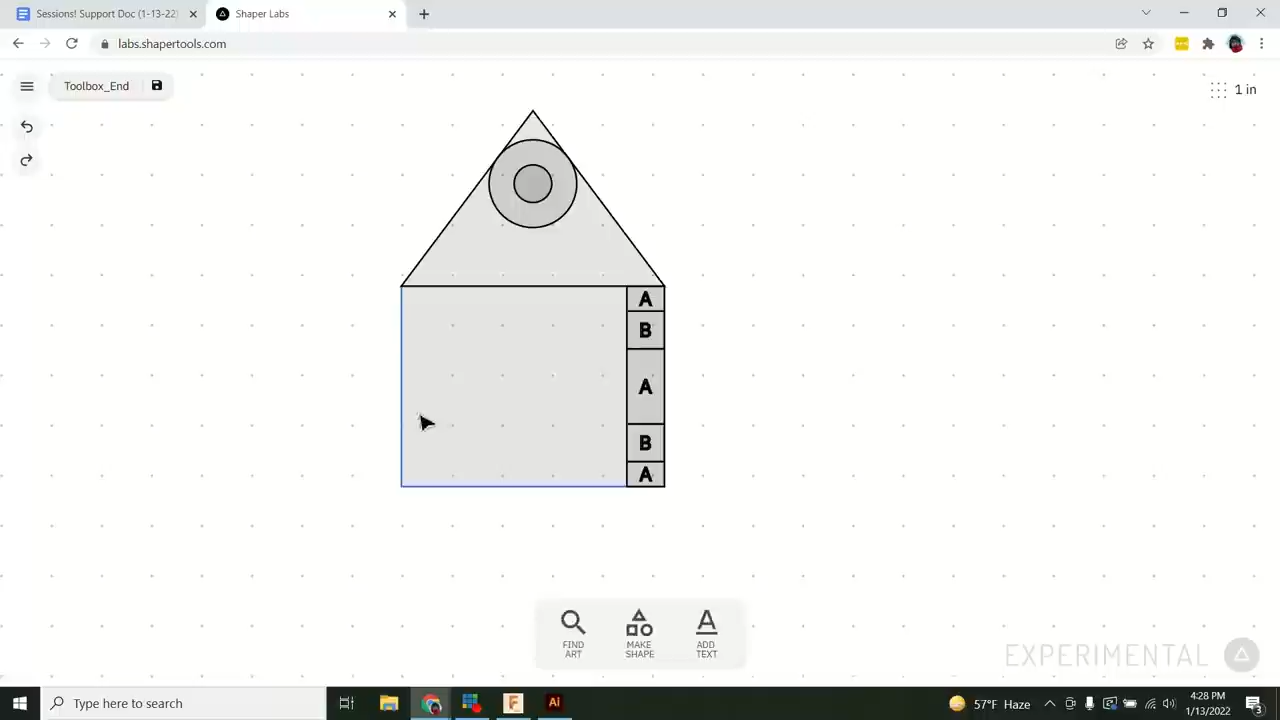 Sessions! Support Doc (1-13-22)
Shaper Labs
labs.shapertools.com
Toolbox_End
1 in
A
B
A
B
A
FIND ART
MAKE SHAPE
ADD TEXT
EXPERIMENTAL
Type here to search
57°F Haze
4:28 PM
1/13/2022
3